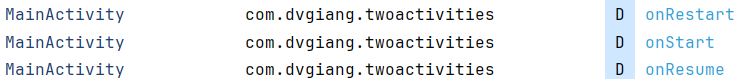 MainActivity com.dvgiang.twoactivities D onRestart
MainActivity com.dvgiang.twoactivities D onStart
MainActivity com.dvgiang.twoactivities D onResume